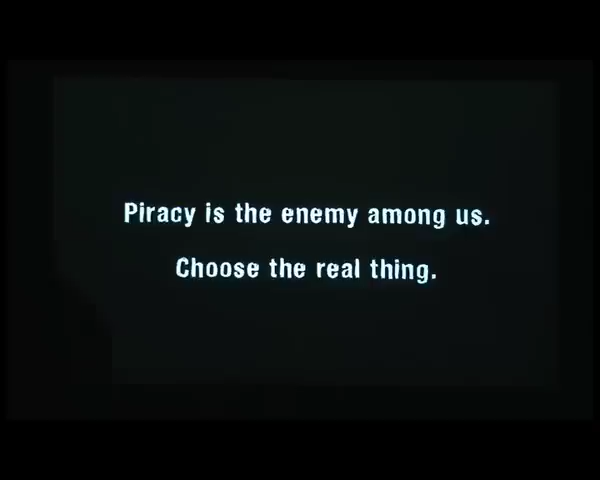 Piracy is the enemy among us.
Choose the real thing.